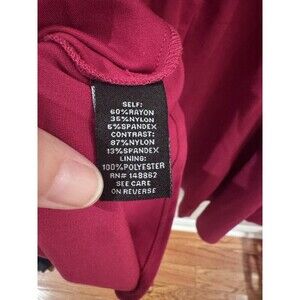 SELF:
60%RAYON
35%NYLON
5%SPANDEX
CONTRAST:
87%NYLON
13%SPANDEX
LINING:
100%POLYESTER
RN# 148862
SEE CARE
ON REVERSE